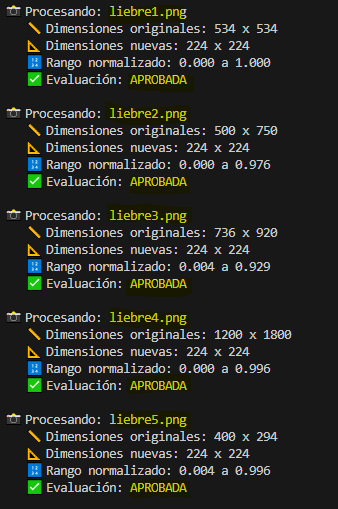 Procesando: liebre1.png
Dimensiones originales: 534 x 534
Dimensiones nuevas: 224 x 224
Rango normalizado: 0.000 a 1.000
Evaluación: APROBADA
Procesando: liebre2.png
Dimensiones originales: 500 x 750
Dimensiones nuevas: 224 x 224
Rango normalizado: 0.000 a 0.976
Evaluación: APROBADA
Procesando: liebre3.png
Dimensiones originales: 736 x 920
Dimensiones nuevas: 224 x 224
Rango normalizado: 0.004 a 0.929
Evaluación: APROBADA
Procesando: liebre4.png
Dimensiones originales: 1200 x 1800
Dimensiones nuevas: 224 x 224
Rango normalizado: 0.000 a 0.996
Evaluación: APROBADA
Procesando: liebre5.png
Dimensiones originales: 400 x 294
Dimensiones nuevas: 224 x 224
Rango normalizado: 0.004 a 0.996
Evaluación: APROBADA